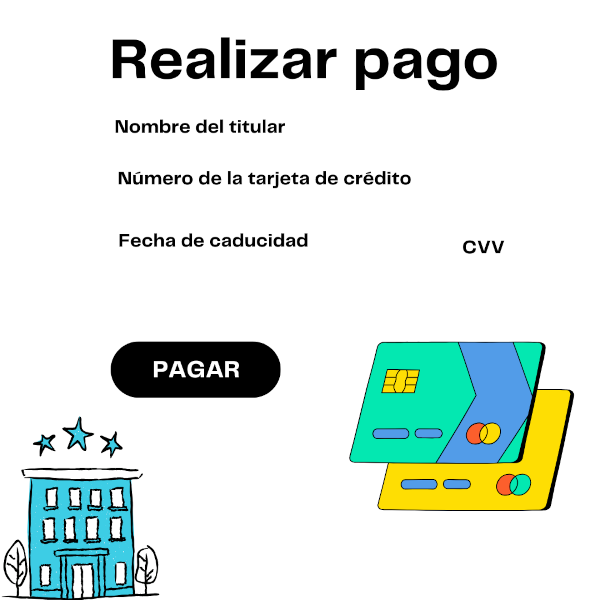 Realizar pago
Nombre del titular
Número de la tarjeta de crédito
Fecha de caducidad
CVV
PAGAR